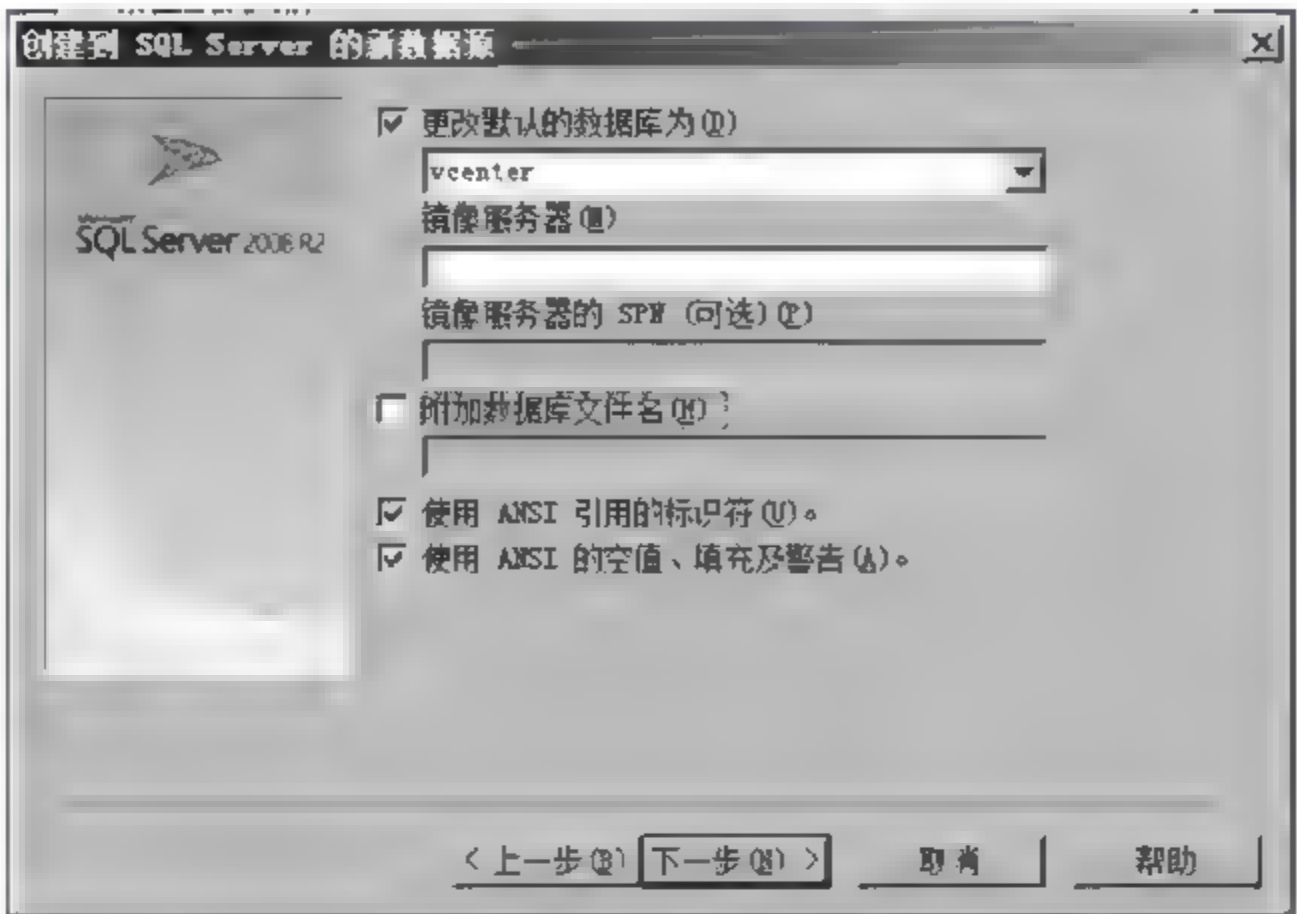 创建到 SQL Server 的新数据源
更改默认的数据库为(D)
vcenter
镜像服务器(M)
镜像服务器的 SPN (可选)(P)
附加数据库文件名(H)
使用 ANSI 引用的标识符(U)。
使用 ANSI 的空值、填充及警告(A)。
Microsoft
SQL Server 2008 R2
< 上一步(B)
下一步(N) >
取消
帮助